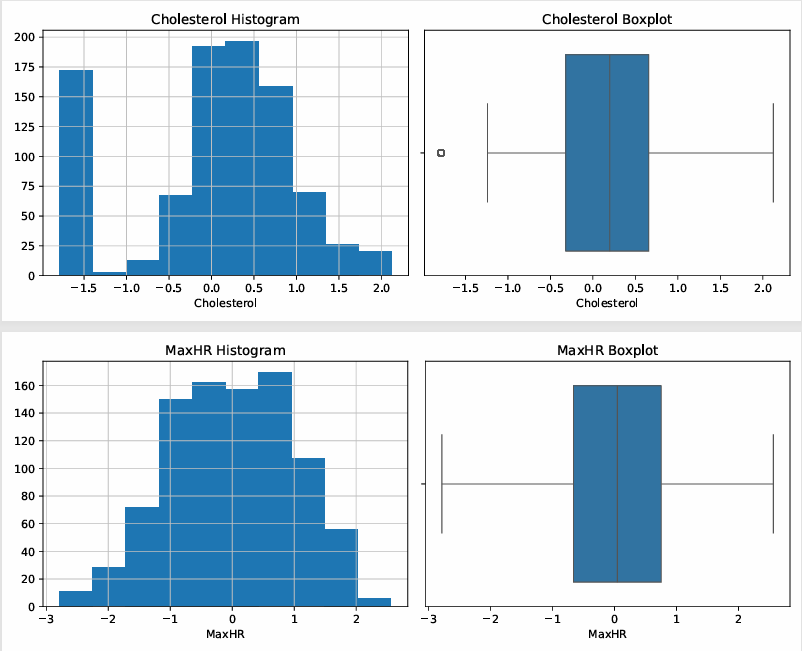 Cholesterol Histogram
200
175
150
125
100
75
50
25
0
−1.5 −1.0 −0.5 0.0 0.5 1.0 1.5 2.0
Cholesterol
Cholesterol Boxplot
−1.5 −1.0 −0.5 0.0 0.5 1.0 1.5 2.0
Cholesterol
MaxHR Histogram
160
140
120
100
80
60
40
20
0
−3 −2 −1 0 1 2
MaxHR
MaxHR Boxplot
−3 −2 −1 0 1 2
MaxHR